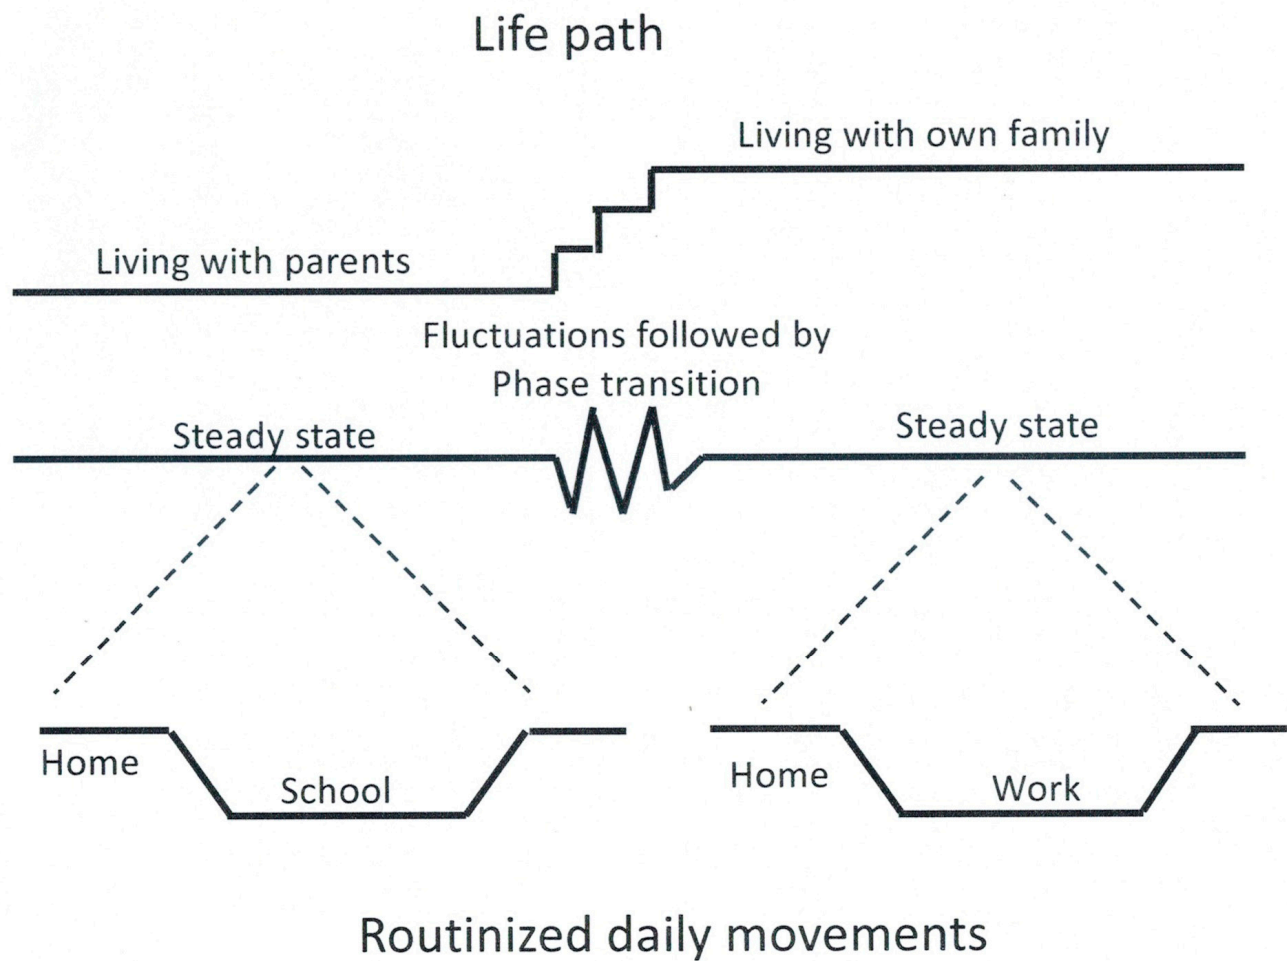 Life path
Living with own family
Living with parents
Fluctuations followed by
Phase transition
Steady state
Steady state
Home
School
Home
Work
Routinized daily movements